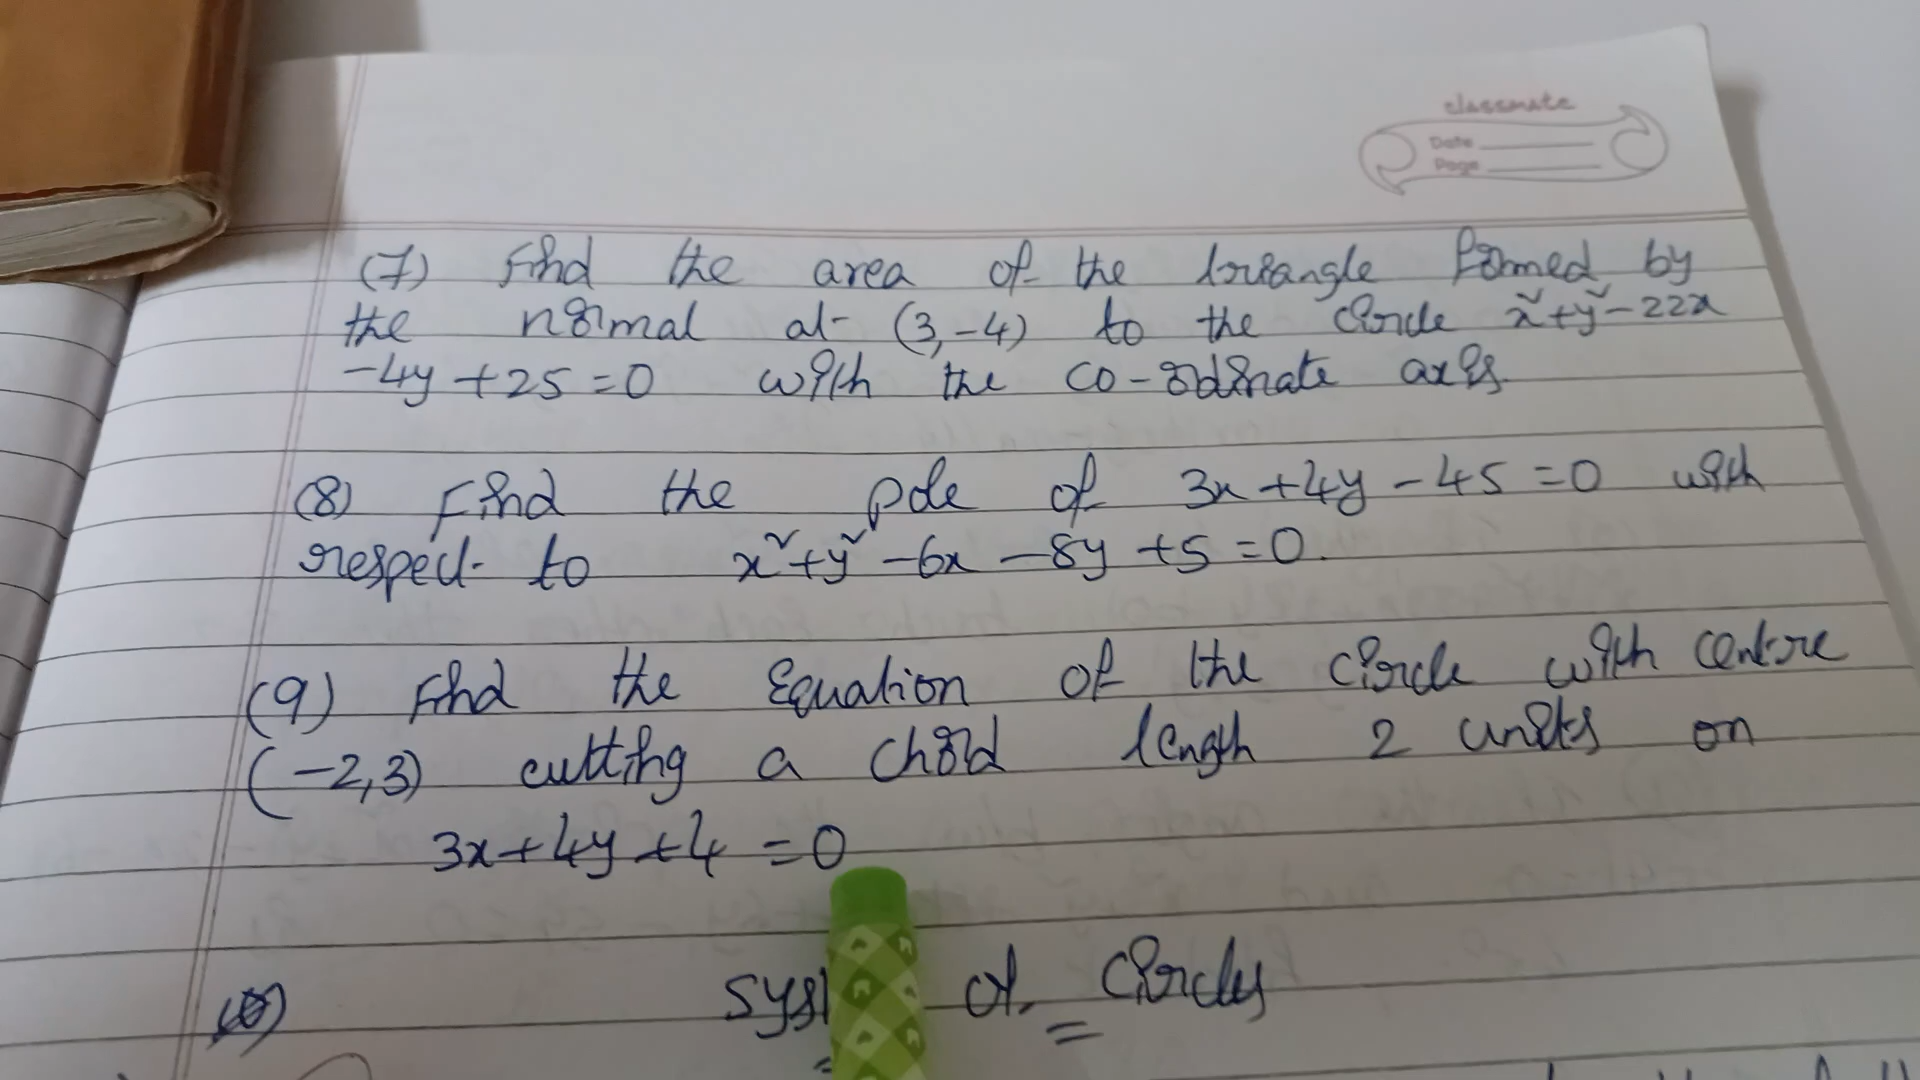 classmate
Date
Page
(7) Find the area of the triangle formed by
the normal at (3,-4) to the circle x²+y²-22x
-4y+25=0 with the co-ordinate axis.
(8) Find the pole of 3x+4y-45=0 with
respect to x²+y²-6x-8y+5=0.
(9) Find the Equation of the circle with centre
(-2,3) cutting a chord length 2 units on
3x+4y+4=0
of Circles